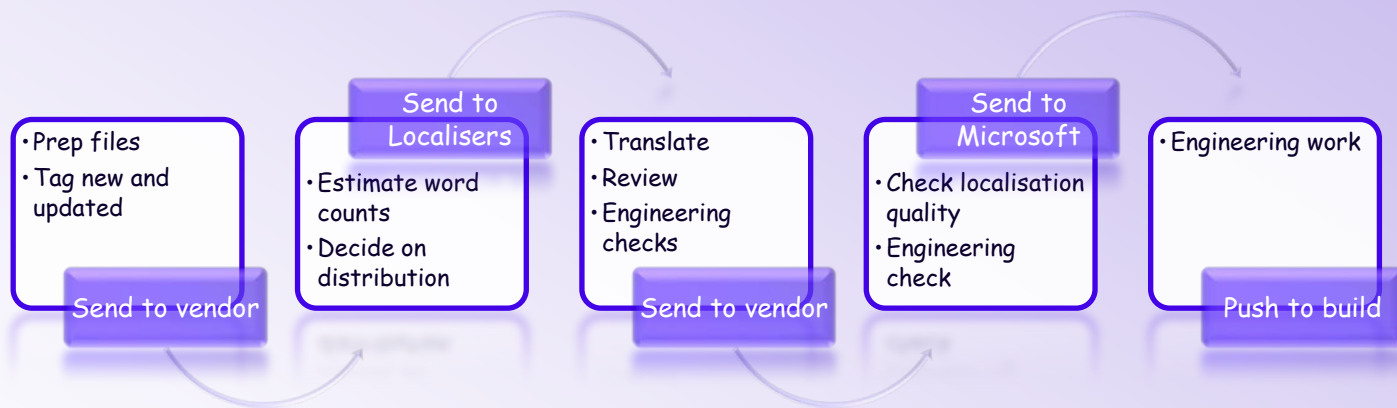 • Prep files
• Tag new and
updated
Send to vendor
Send to
Localisers
• Estimate word
counts
• Decide on
distribution
• Translate
• Review
• Engineering
checks
Send to vendor
Send to
Microsoft
• Check localisation
quality
• Engineering
check
• Engineering work
Push to build